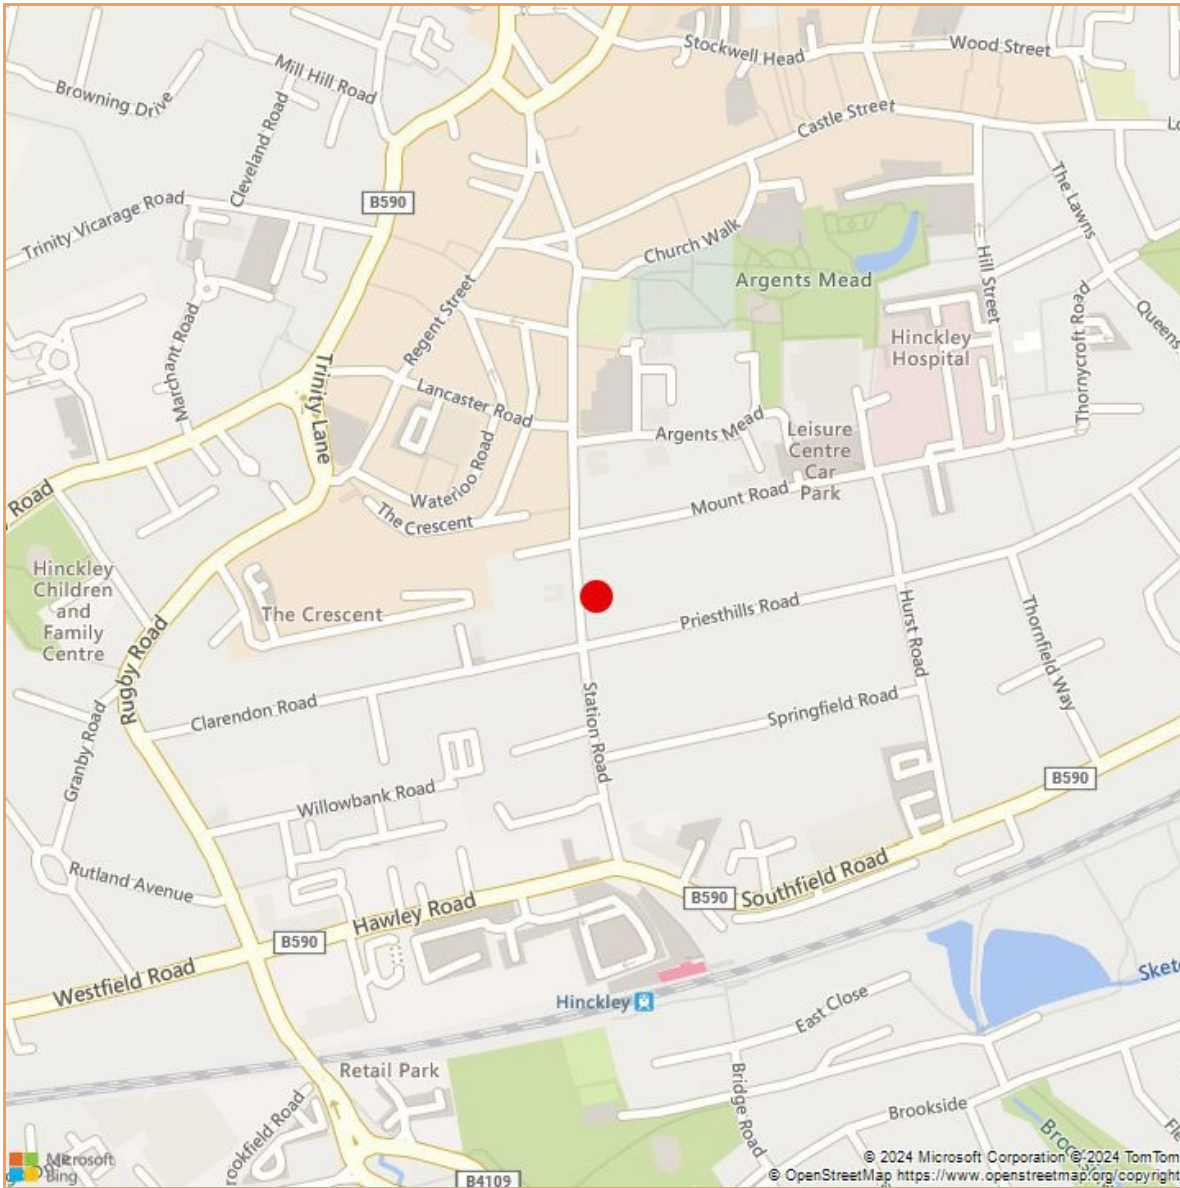 Stockwell Head
Wood Street
Mill Hill Road
Browning Drive
Cleveland Road
Castle Street
Lo
The Lawns
B590
Trinity Vicarage Road
Church Walk
Hill Street
Argents Mead
Queens
Regent Street
Marchant Road
Thornycroft Road
Hinckley
Hospital
Trinity Lane
Lancaster Road
Argents Mead
Leisure
Centre
Car
Park
Waterloo Road
Road
Mount Road
The Crescent
Hinckley
Children
and
Family
Centre
The Crescent
Priesthills Road
Hurst Road
Thornfield Way
Rugby Road
Clarendon Road
Station Road
Springfield Road
Granby Road
B590
Willowbank Road
Rutland Avenue
Southfield Road
B590
Hawley Road
B590
Westfield Road
Sketc
Hinckley
East Close
Retail Park
Bridge Road
Brookside
rookfield Road
Microsoft
Bing
B4109
© 2024 Microsoft Corporation © 2024 TomTom
© OpenStreetMap https://www.openstreetmap.org/copyright